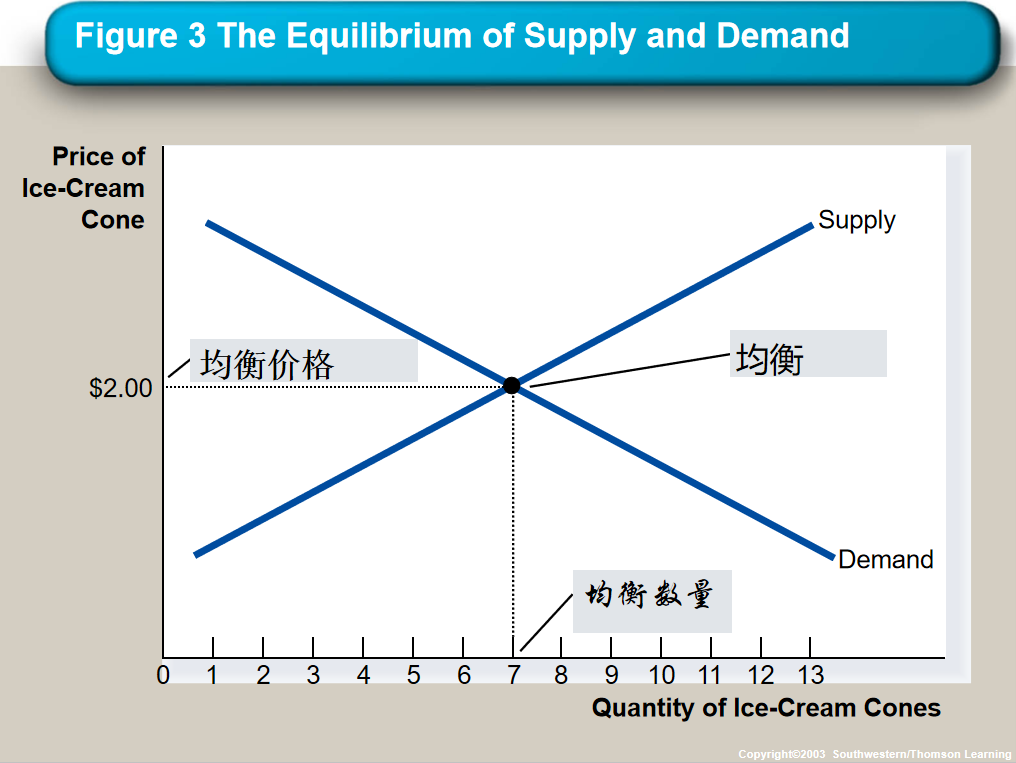 Figure 3 The Equilibrium of Supply and Demand
Price of
Ice-Cream
Cone
Supply
均衡价格
均衡
$2.00
Demand
均衡数量
0 1 2 3 4 5 6 7 8 9 10 11 12 13
Quantity of Ice-Cream Cones
Copyright©2003 Southwestern/Thomson Learning